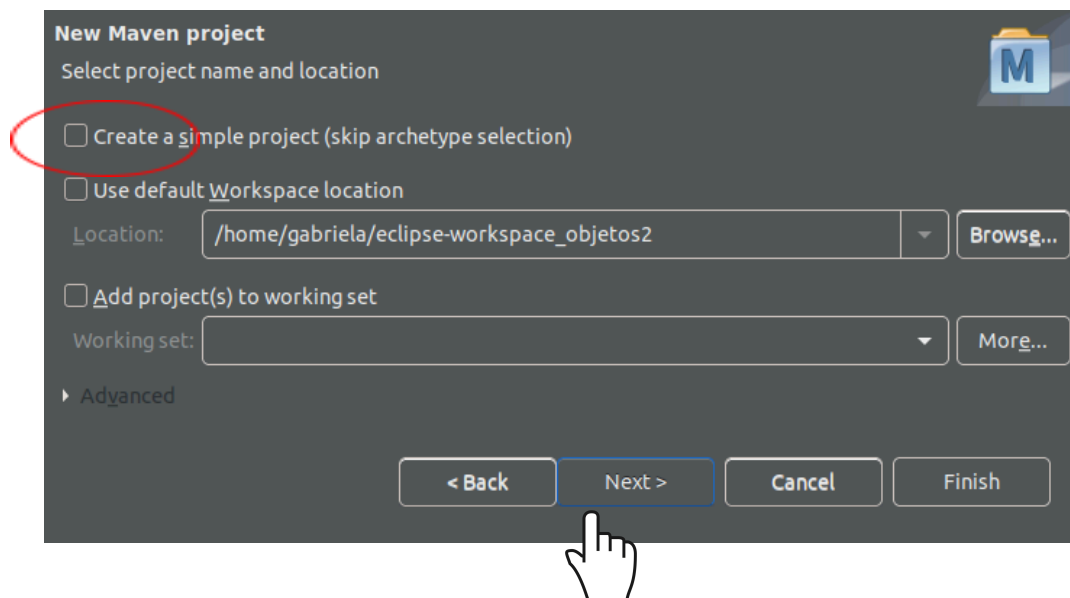 New Maven project
Select project name and location
M
Create a simple project (skip archetype selection)
Use default Workspace location
Location: /home/gabriela/eclipse-workspace_objetos2 Browse...
Add project(s) to working set
Working set: More...
Advanced
< Back Next > Cancel Finish